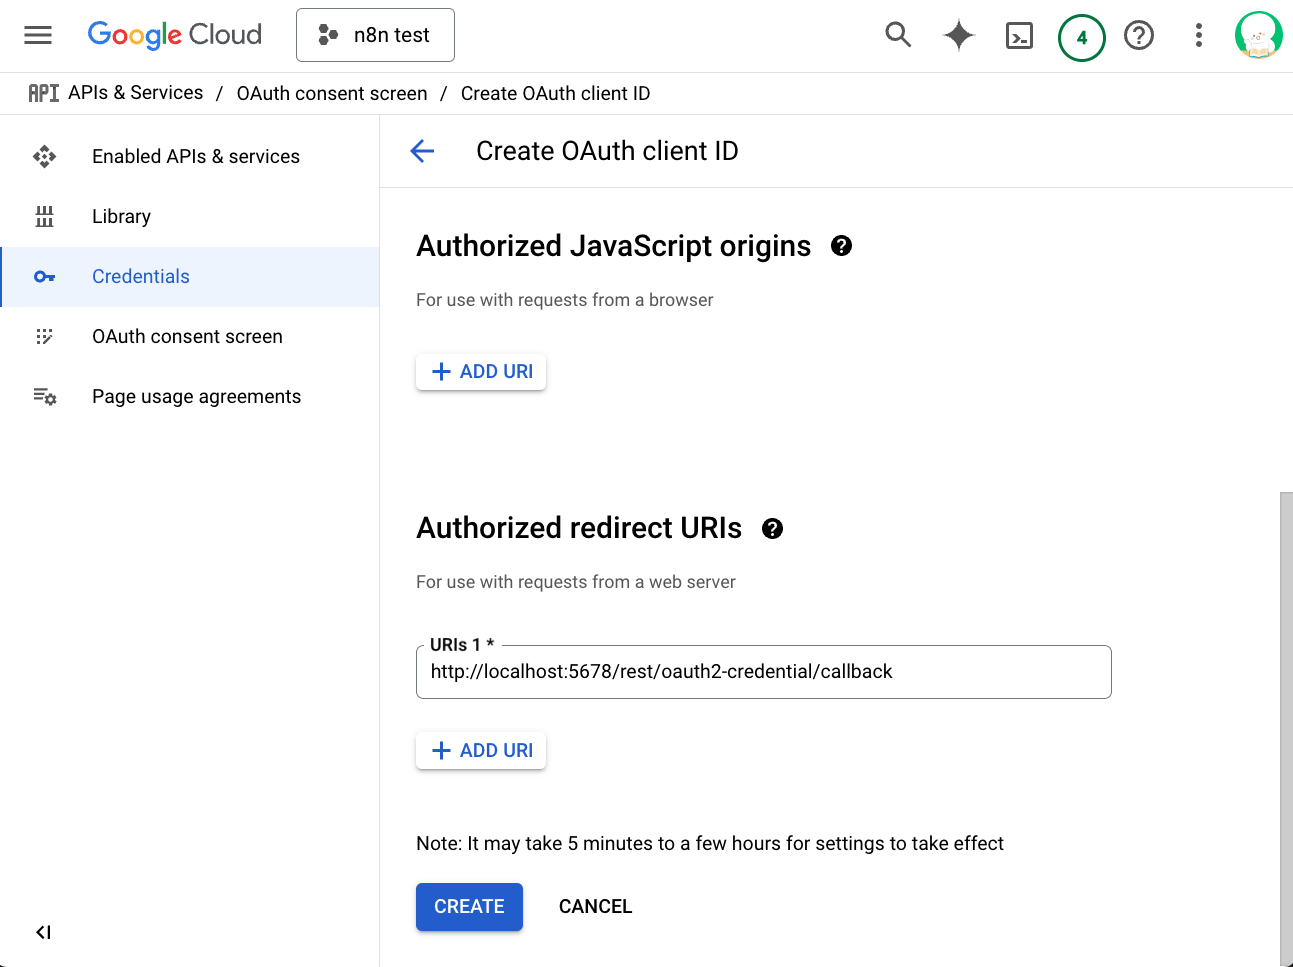 Google Cloud
n8n test
4
API APIs & Services / OAuth consent screen / Create OAuth client ID
Enabled APIs & services
Library
Credentials
OAuth consent screen
Page usage agreements
Create OAuth client ID
Authorized JavaScript origins
For use with requests from a browser
ADD URI
Authorized redirect URIs
For use with requests from a web server
URIs 1 *
http://localhost:5678/rest/oauth2-credential/callback
ADD URI
Note: It may take 5 minutes to a few hours for settings to take effect
CREATE CANCEL